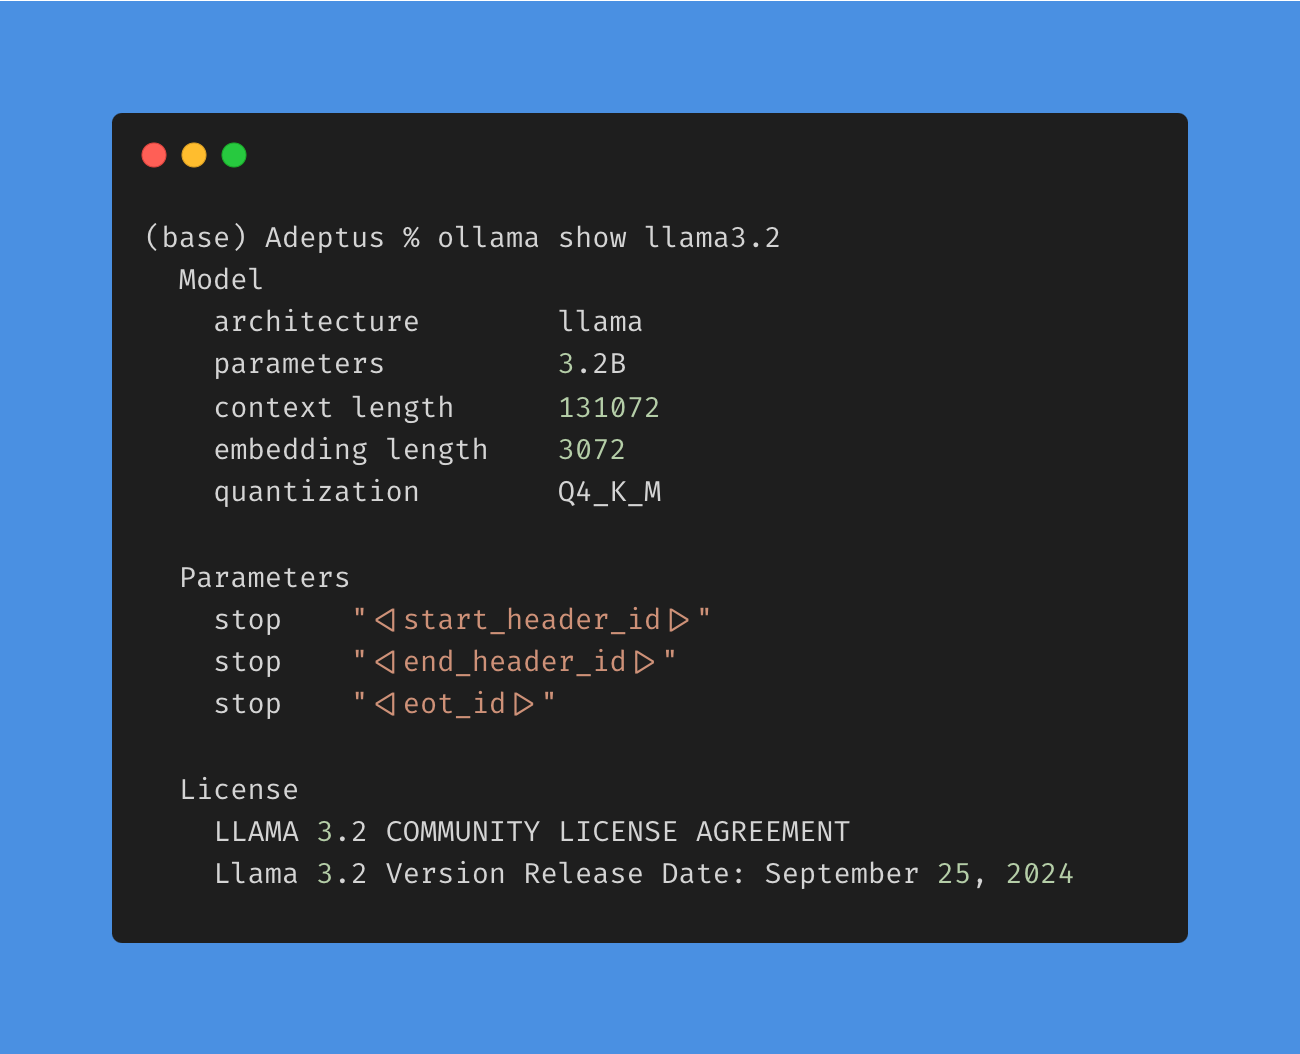 (base) Adeptus % ollama show llama3.2
Model
architecture llama
parameters 3.2B
context length 131072
embedding length 3072
quantization Q4_K_M
Parameters
stop "<|start_header_id|>"
stop "<|end_header_id|>"
stop "<|eot_id|>"
License
LLAMA 3.2 COMMUNITY LICENSE AGREEMENT
Llama 3.2 Version Release Date: September 25, 2024